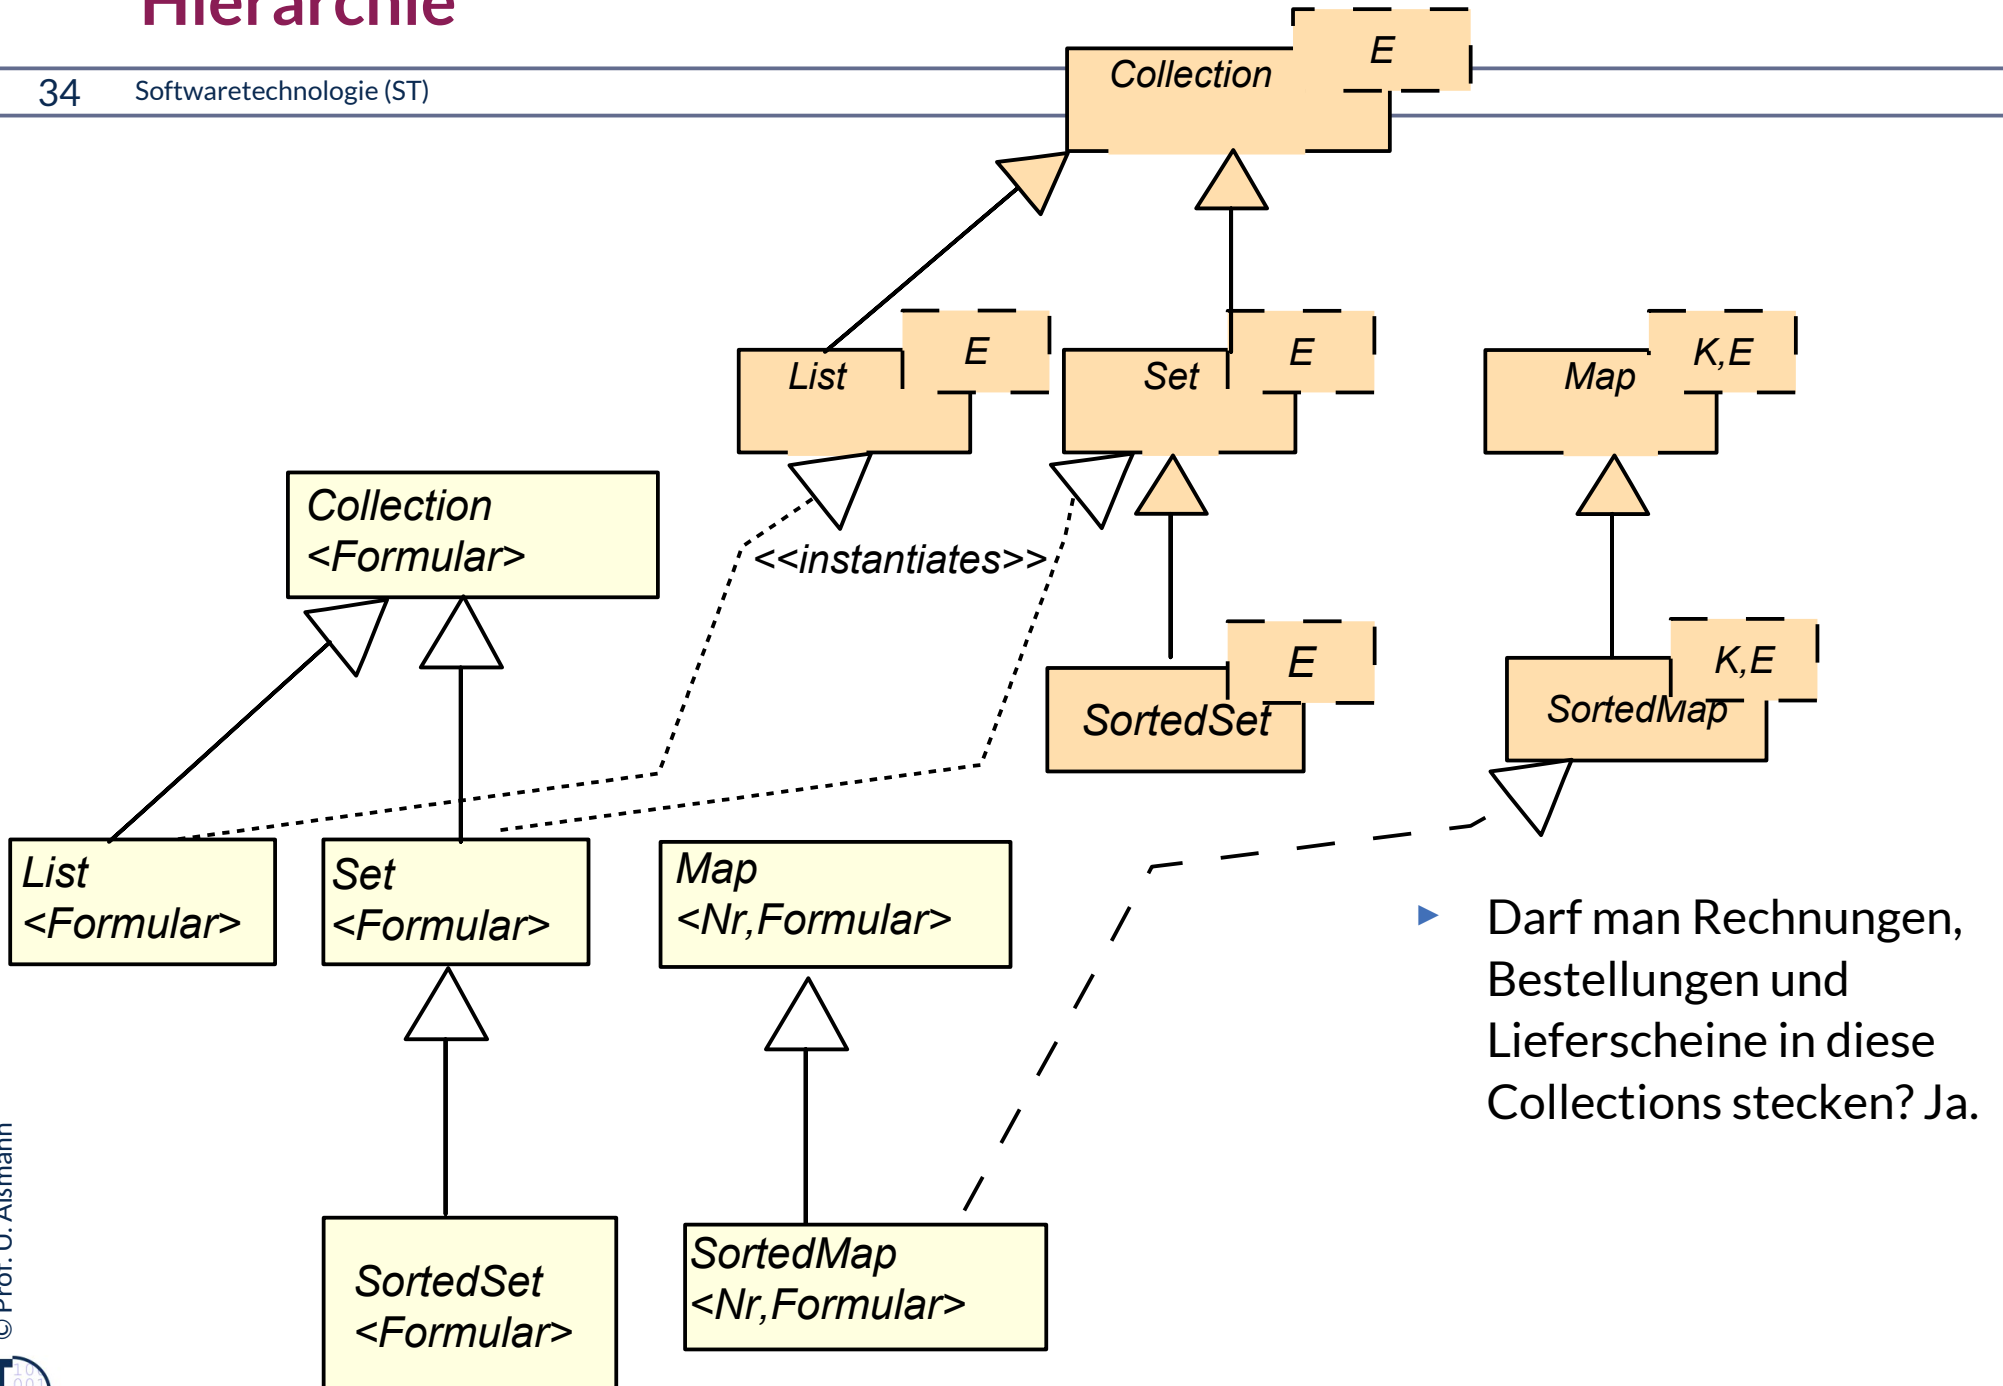 Hierarchie
34
Softwaretechnologie (ST)
E
Collection
E
List
E
Set
K,E
Map
Collection
<Formular>
<<instantiates>>
E
SortedSet
K,E
SortedMap
List
<Formular>
Set
<Formular>
Map
<Nr,Formular>
► Darf man Rechnungen,
Bestellungen und
Lieferscheine in diese
Collections stecken? Ja.
SortedSet
<Formular>
SortedMap
<Nr,Formular>
© Prof. U. Aßmann